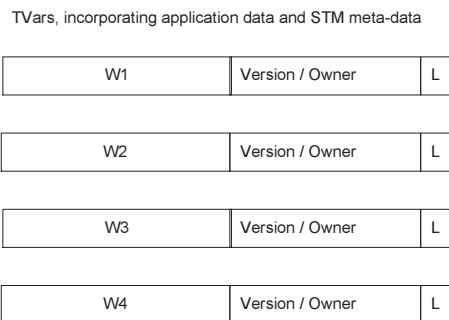 TVars, incorporating application data and STM meta-data
W1 Version / Owner L
W2 Version / Owner L
W3 Version / Owner L
W4 Version / Owner L